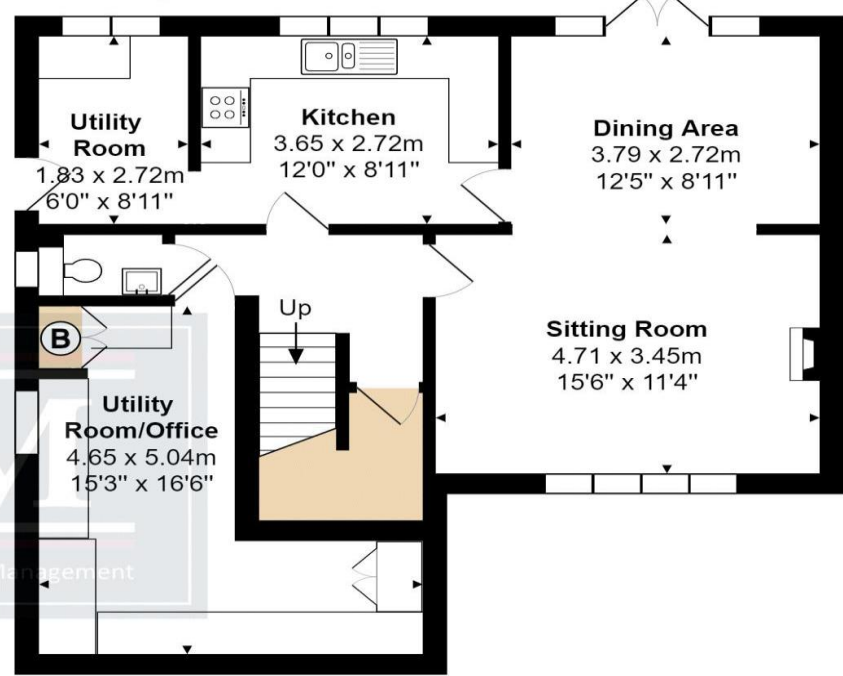 Utility
Room
1.83 x 2.72m
6'0" x 8'11"
Kitchen
3.65 x 2.72m
12'0" x 8'11"
Dining Area
3.79 x 2.72m
12'5" x 8'11"
Up
B
Sitting Room
4.71 x 3.45m
15'6" x 11'4"
Utility
Room/Office
4.65 x 5.04m
15'3" x 16'6"
Management